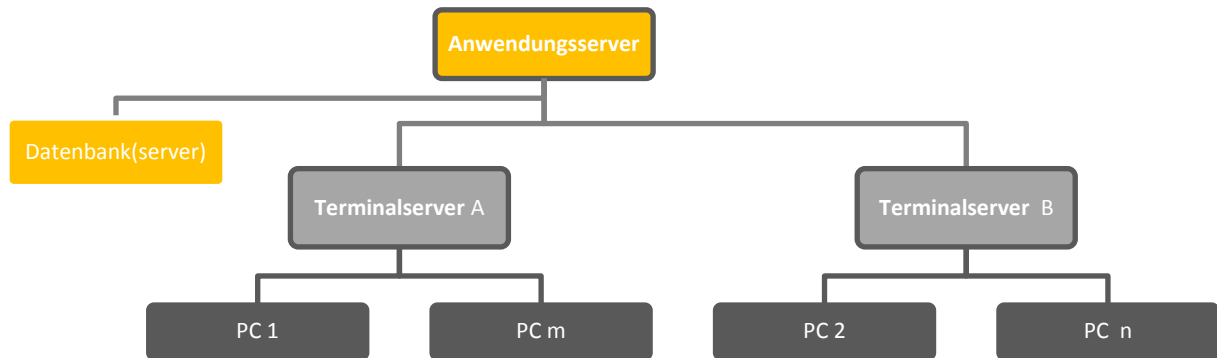 Anwendungsserver
Datenbank(server)
Terminalserver A
Terminalserver B
PC 1
PC m
PC 2
PC n